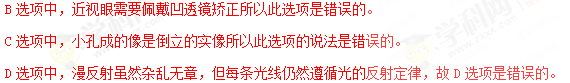 B 选项中，近视眼需要佩戴凹透镜矫正所以此选项是错误的。
C 选项中，小孔成的像是倒立的实像所以此选项的说法是错误的。
D 选项中，漫反射虽然杂乱无章，但每条光线仍然遵循光的反射定律，故 D 选项是错误的。